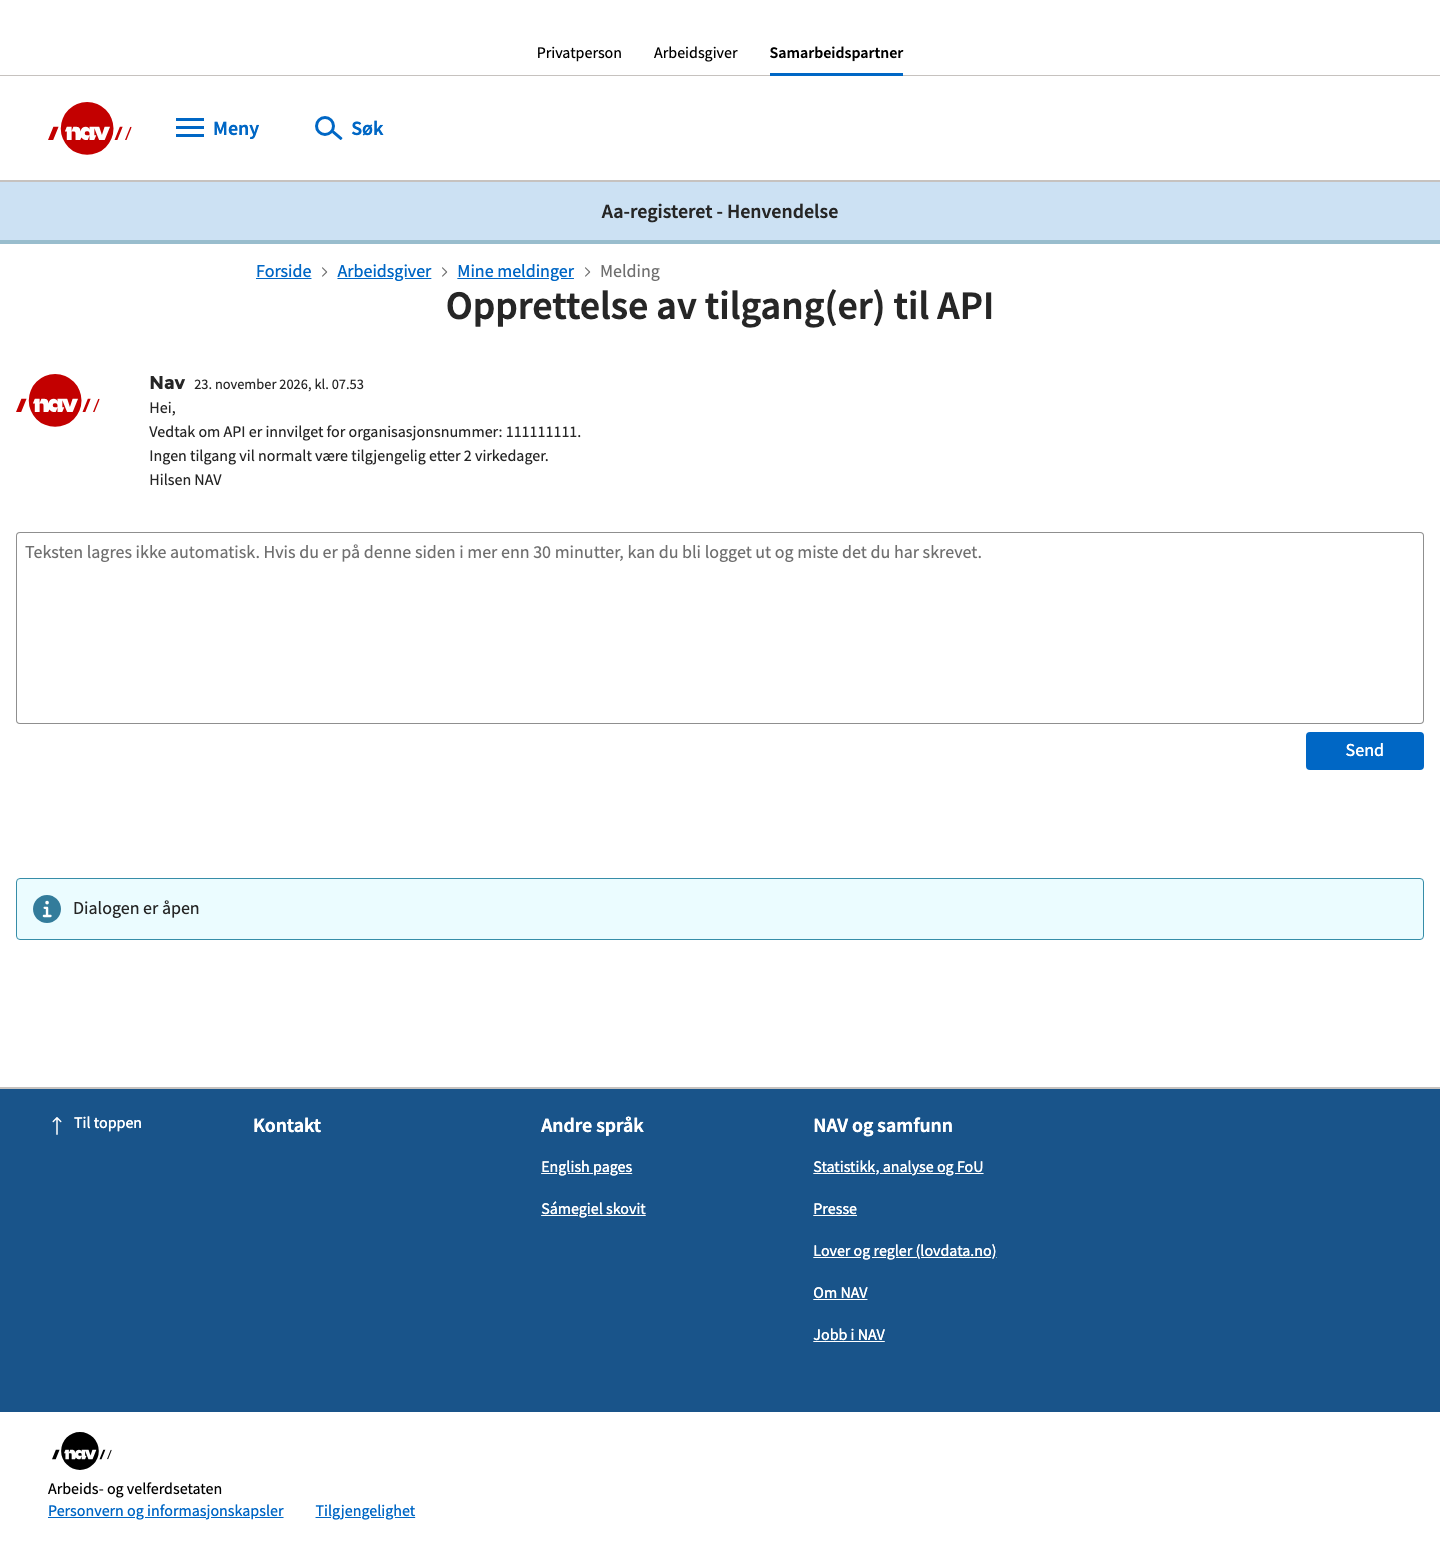 Privatperson Arbeidsgiver Samarbeidspartner
nav Meny Søk
Aa-registeret - Henvendelse
Forside Arbeidsgiver Mine meldinger Melding
Opprettelse av tilgang(er) til API
nav
Nav 23. november 2026, kl. 07.53
Hei,
Vedtak om API er innvilget for organisasjonsnummer: 111111111.
Ingen tilgang vil normalt være tilgjengelig etter 2 virkedager.
Hilsen NAV
Teksten lagres ikke automatisk. Hvis du er på denne siden i mer enn 30 minutter, kan du bli logget ut og miste det du har skrevet.
Send
Dialogen er åpen
Til toppen
Kontakt
Andre språk
English pages
Sámegiel skovit
NAV og samfunn
Statistikk, analyse og FoU
Presse
Lover og regler (lovdata.no)
Om NAV
Jobb i NAV
nav
Arbeids- og velferdsetaten
Personvern og informasjonskapsler Tilgjengelighet